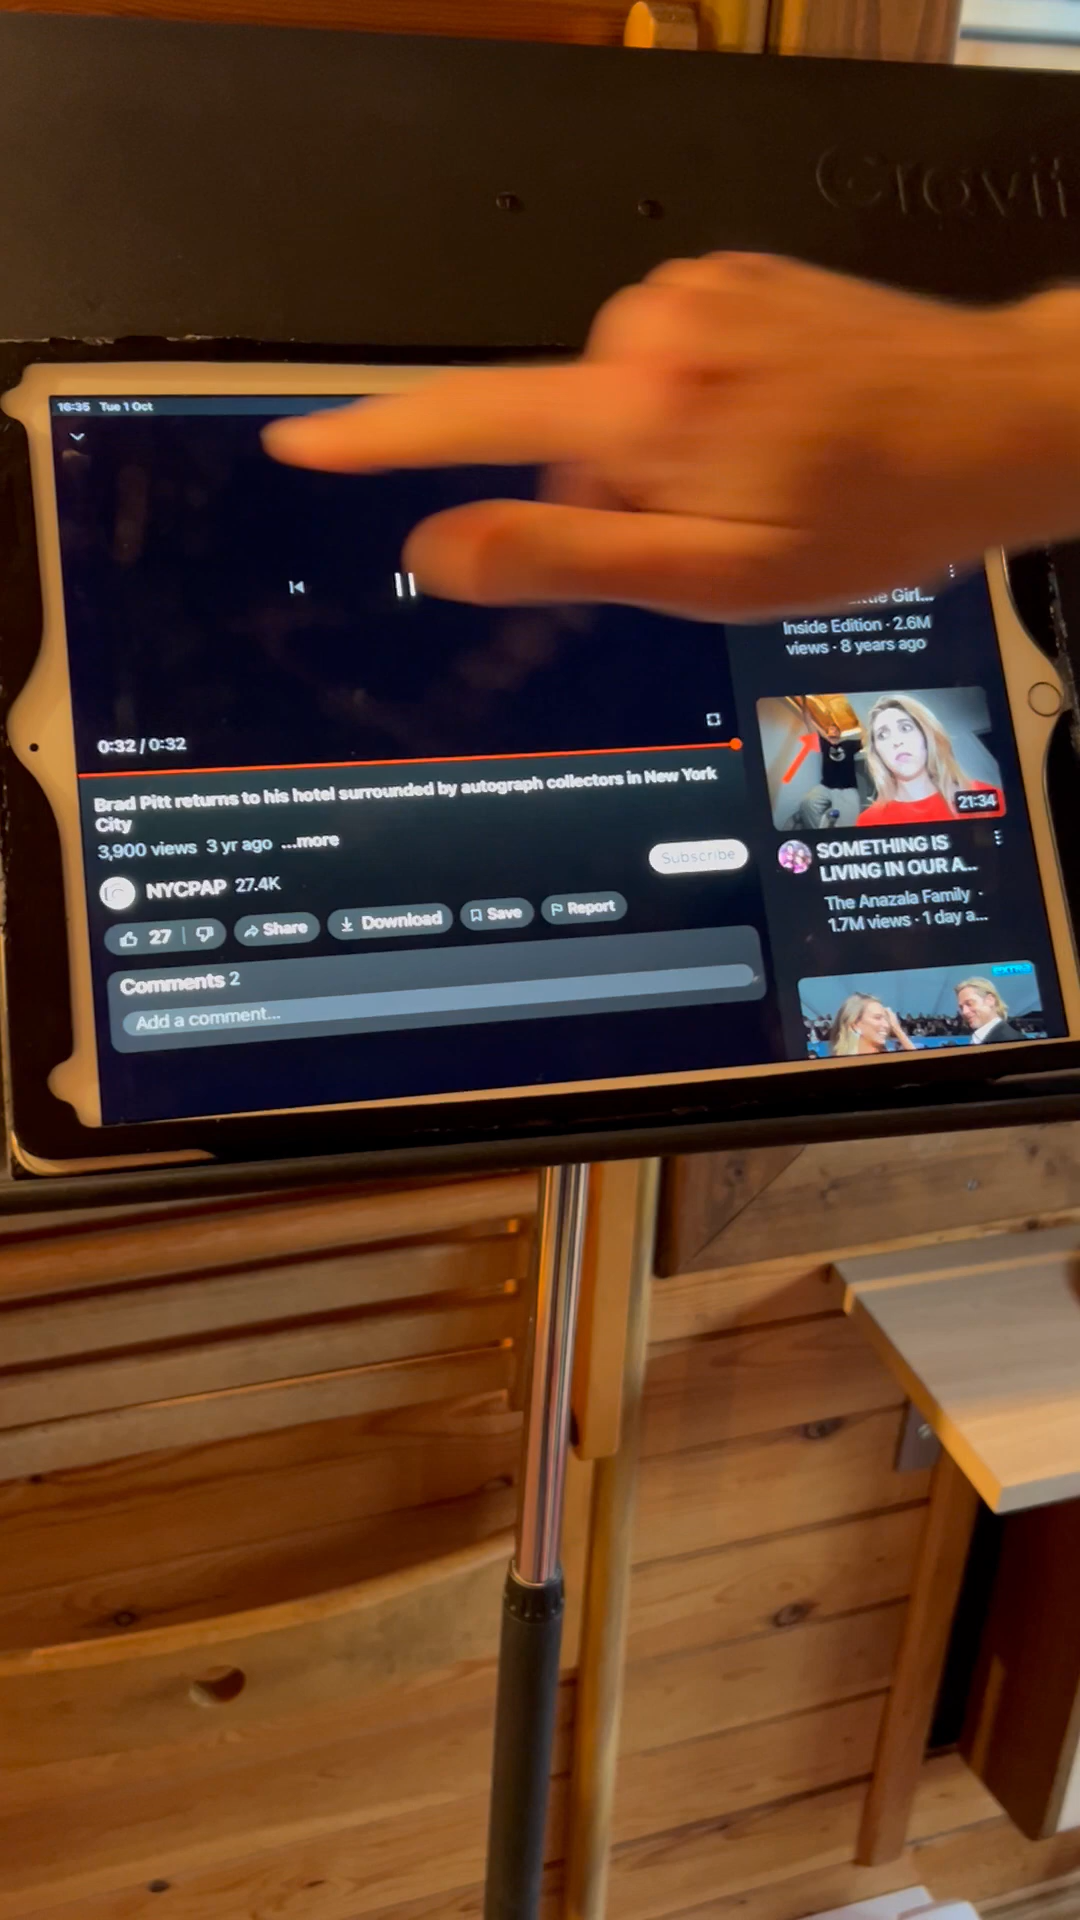 Gravit
16:35 Tue 1 Oct
0:32 / 0:32
Brad Pitt returns to his hotel surrounded by autograph collectors in New York
City
3,900 views 3 yr ago ...more
NYCPAP 27.4K
Subscribe
27
Share
Download
Save
Report
Comments 2
Add a comment...
Girl...
Inside Edition · 2.6M
views · 8 years ago
21:34
SOMETHING IS
LIVING IN OUR A...
The Anazala Family ·
1.7M views · 1 day a...